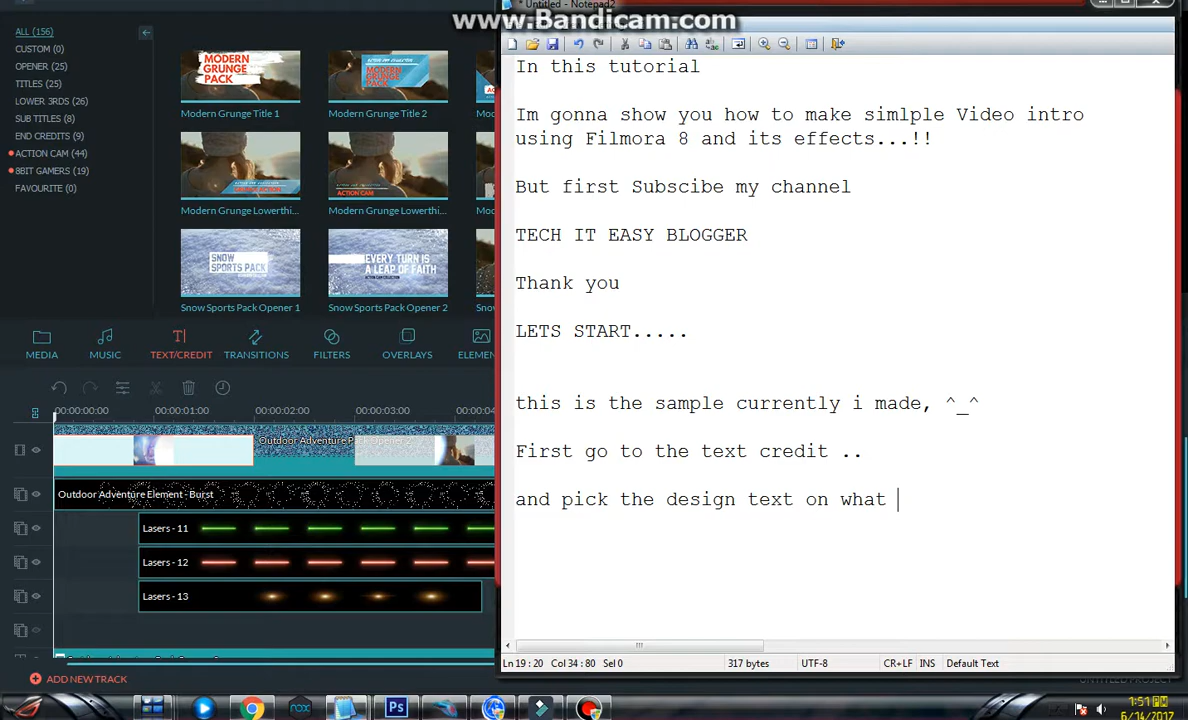 www.Bandicam.com
* Untitled - Notepad2
ALL (156)
CUSTOM (0)
OPENER (25)
TITLES (25)
LOWER 3RDS (26)
SUB TITLES (8)
END CREDITS (9)
ACTION CAM (44)
8BIT GAMERS (19)
FAVOURITE (0)
MODERN GRUNGE PACK
Modern Grunge Title 1
Modern Grunge Title 2
ACTION CAM
Modern Grunge Lowerthi...
Modern Grunge Lowerthi...
SNOW SPORTS PACK
EVERY TURN IS A LEAP OF FAITH
Snow Sports Pack Opener 1
Snow Sports Pack Opener 2
MEDIA
MUSIC
TEXT/CREDIT
TRANSITIONS
FILTERS
OVERLAYS
ELEMEN
00:00:00:00
00:00:01:00
00:00:02:00
00:00:03:00
00:00:04
Outdoor Adventure Element - Burst
Lasers - 11
Lasers - 12
Lasers - 13
ADD NEW TRACK
In this tutorial
Im gonna show you how to make simlple Video intro
using Filmora 8 and its effects...!!
But first Subscibe my channel
TECH IT EASY BLOGGER
Thank you
LETS START.....
this is the sample currently i made, ^_^
First go to the text credit ..
and pick the design text on what
Ln 19 : 20 Col 34 : 80 Sel 0
317 bytes
UTF-8
CR+LF
INS
Default Text
UNTITLED PROJECT
Ps
1:51 PM
6/14/2017